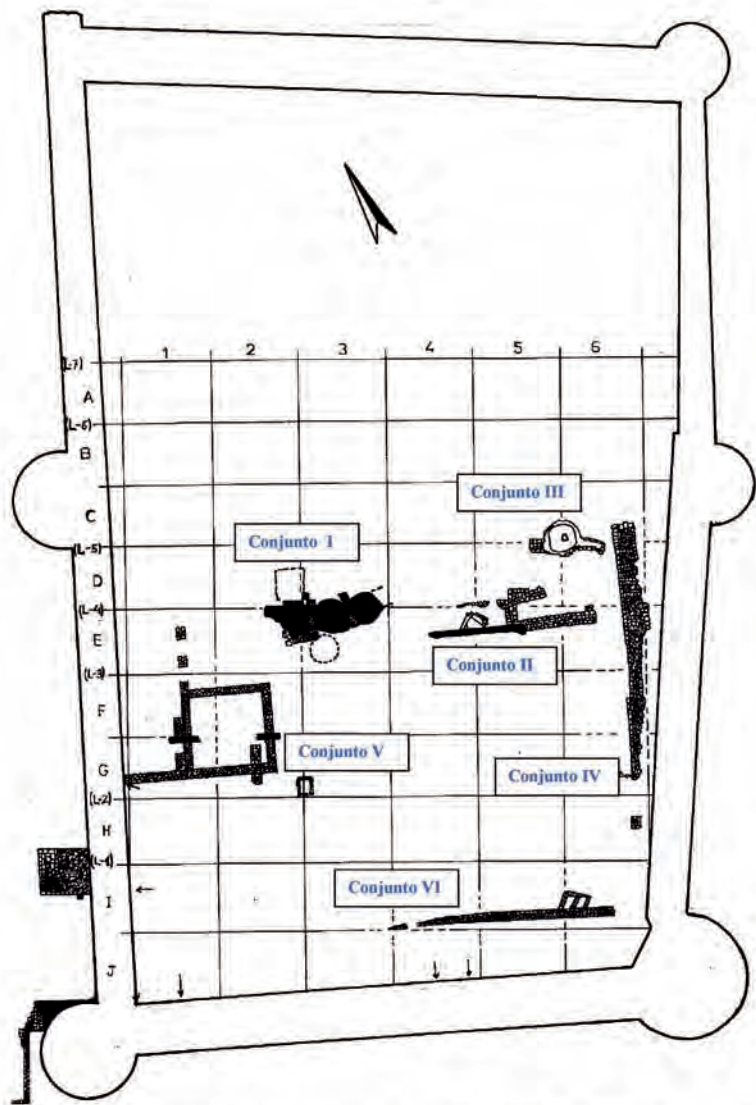 1 2 3 4 5 6
(L-7)
A
(L-6)
B
Conjunto III
C
Conjunto I
(L-5)
D
(L-4)
E
Conjunto II
(L-3)
F
Conjunto V
G
Conjunto IV
(L-2)
H
(L-1)
Conjunto VI
I
J